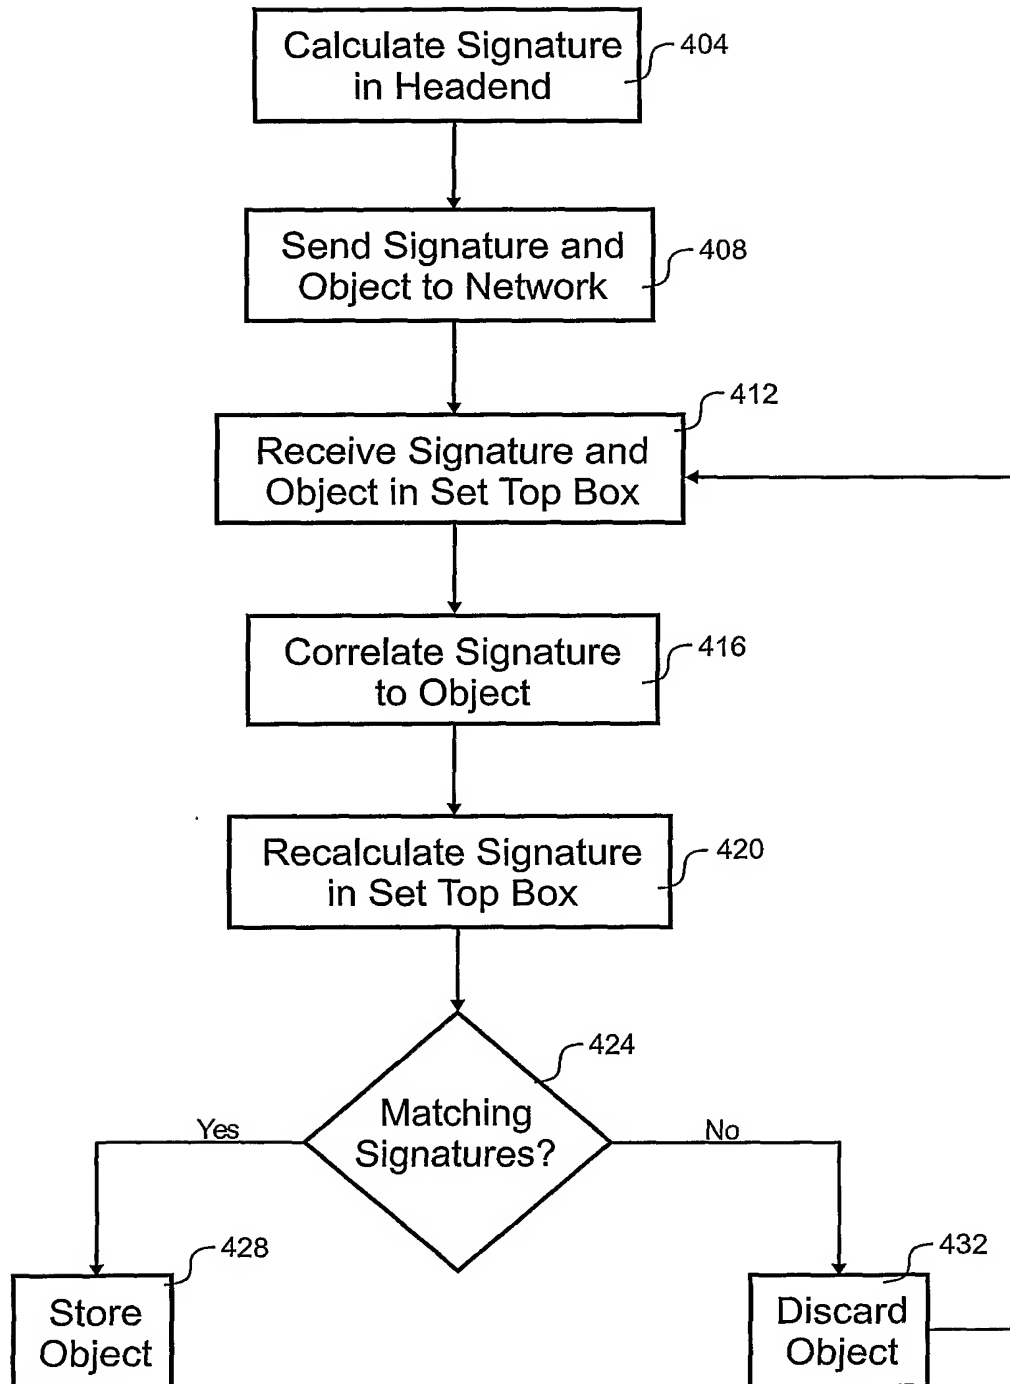 Calculate Signature
in Headend
404
Send Signature and
Object to Network
408
412
Receive Signature and
Object in Set Top Box
Correlate Signature
to Object
416
Recalculate Signature
in Set Top Box
420
424
Matching
Signatures?
Yes
No
428
Store
Object
432
Discard
Object